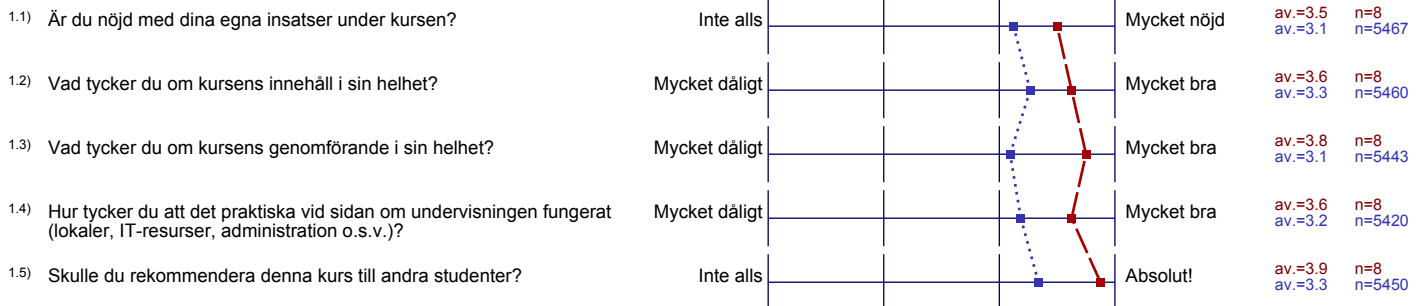 1.1) Är du nöjd med dina egna insatser under kursen? Inte alls Mycket nöjd av.=3.5 n=8
av.=3.1 n=5467
1.2) Vad tycker du om kursens innehåll i sin helhet? Mycket dåligt Mycket bra av.=3.6 n=8
av.=3.3 n=5460
1.3) Vad tycker du om kursens genomförande i sin helhet? Mycket dåligt Mycket bra av.=3.8 n=8
av.=3.1 n=5443
1.4) Hur tycker du att det praktiska vid sidan om undervisningen fungerat Mycket dåligt Mycket bra av.=3.6 n=8
(lokaler, IT-resurser, administration o.s.v.)? av.=3.2 n=5420
1.5) Skulle du rekommendera denna kurs till andra studenter? Inte alls Absolut! av.=3.9 n=8
av.=3.3 n=5450